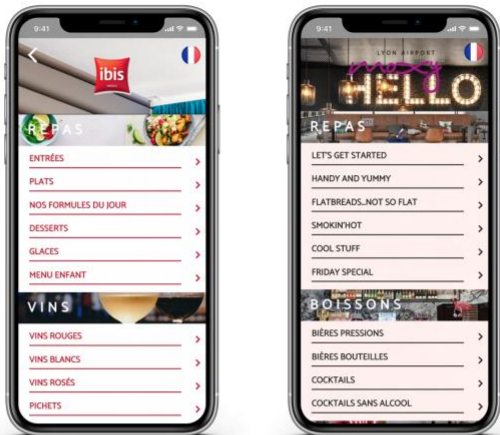 9:41
ibis
HOTELS
REPAS
ENTRÉES
PLATS
NOS FORMULES DU JOUR
DESSERTS
GLACES
MENU ENFANT
VINS
VINS ROUGES
VINS BLANCS
VINS ROSÉS
PICHETS
9:41
LYON AIRPORT
moxy
HELLO
REPAS
LET'S GET STARTED
HANDY AND YUMMY
FLATBREADS...NOT SO FLAT
SMOKIN'HOT
COOL STUFF
FRIDAY SPECIAL
BOISSONS
BIÈRES PRESSIONS
BIÈRES BOUTEILLES
COCKTAILS
COCKTAILS SANS ALCOOL